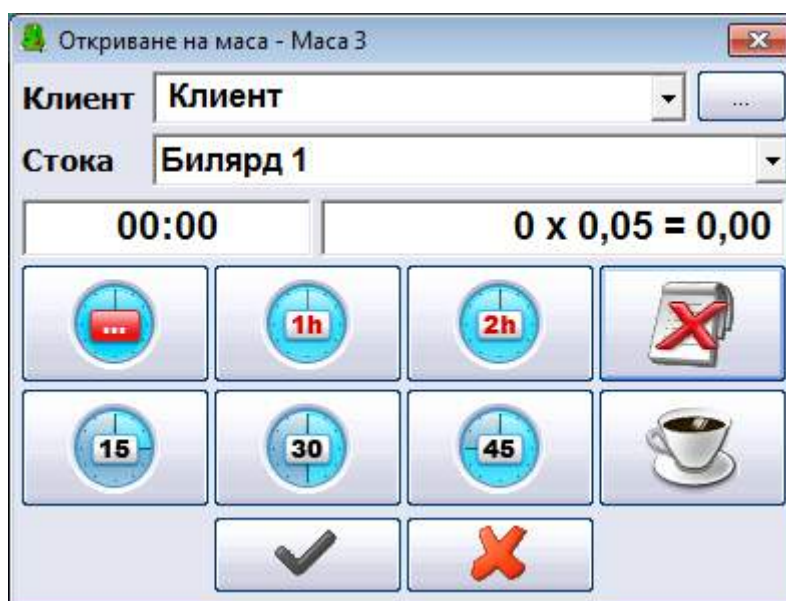 Откриване на маса - Маса 3
Клиент Клиент ...
Стока Билярд 1
00:00 0 x 0,05 = 0,00
... 1h 2h
15 30 45